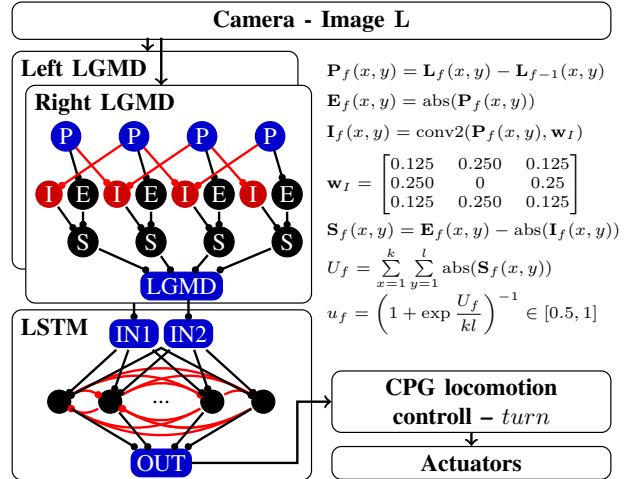 Camera - Image L
Left LGMD
Right LGMD
P P P P
I E I E I E I E
S S S S
LGMD
LSTM
IN1 IN2
...
OUT
P_f(x, y) = L_f(x, y) − L_{f−1}(x, y)
E_f(x, y) = abs(P_f(x, y))
I_f(x, y) = conv2(P_f(x, y), w_I)
w_I = [0.125 0.250 0.125
0.250 0 0.25
0.125 0.250 0.125]
S_f(x, y) = E_f(x, y) − abs(I_f(x, y))
U_f = ∑_{x=1}^{k} ∑_{y=1}^{l} abs(S_f(x, y))
u_f = (1 + exp U_f/kl)^{−1} ∈ [0.5, 1]
CPG locomotion
controll – turn
Actuators